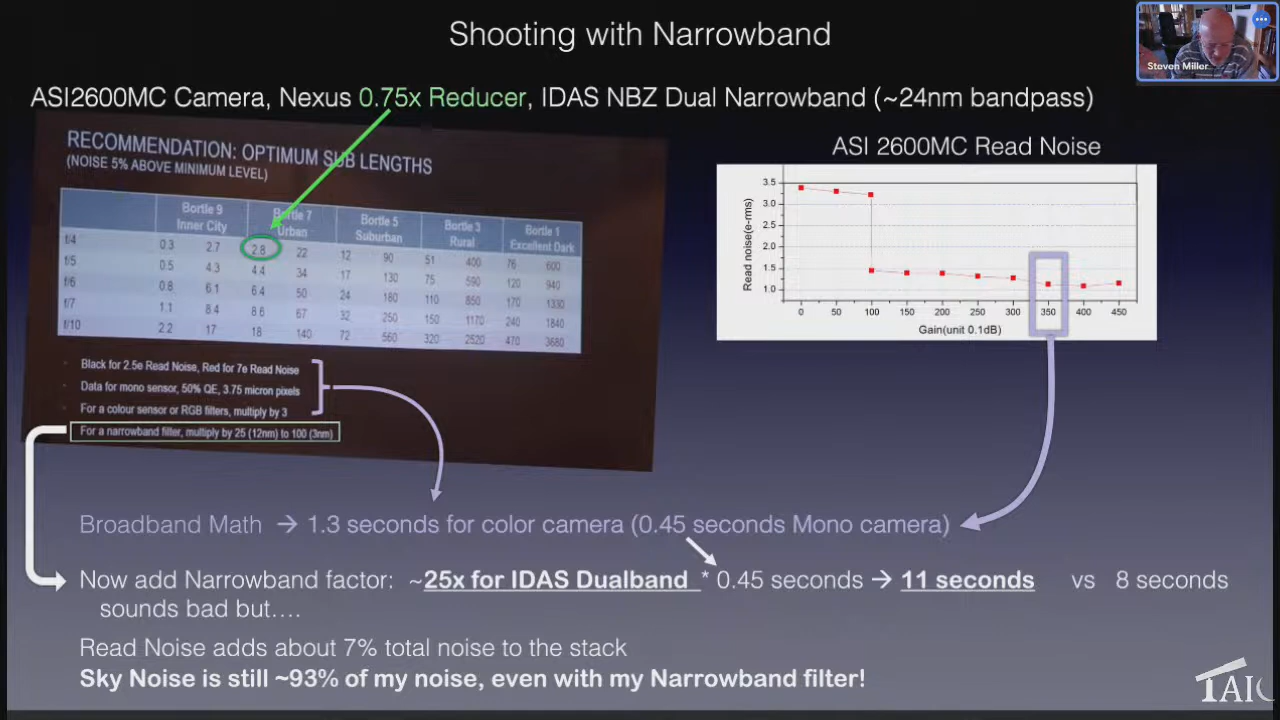 Shooting with Narrowband
Steven Miller
ASI2600MC Camera, Nexus 0.75x Reducer, IDAS NBZ Dual Narrowband (~24nm bandpass)
RECOMMENDATION: OPTIMUM SUB LENGTHS
(NOISE 5% ABOVE MINIMUM LEVEL)
Bortle 9 Inner City Bortle 7 Urban Bortle 5 Suburban Bortle 3 Rural Bortle 1 Excellent Dark
f/4 0.3 2.7 2.8 22 12 90 51 400 76 600
f/5 0.5 4.3 4.4 34 17 130 75 590 120 940
f/6 0.8 6.1 6.4 50 24 180 110 850 170 1330
f/7 1.1 8.4 8.6 67 32 250 150 1170 240 1840
f/10 2.2 17 18 140 72 560 320 2520 470 3680
- Black for 2.5e Read Noise, Red for 7e Read Noise
- Data for mono sensor, 50% QE, 3.75 micron pixels
- For a colour sensor or RGB filters, multiply by 3
For a narrowband filter, multiply by 25 (12nm) to 100 (3nm)
ASI 2600MC Read Noise
Read noise(e-rms)
3.5
3.0
2.5
2.0
1.5
1.0
0 50 100 150 200 250 300 350 400 450
Gain(unit 0.1dB)
Broadband Math → 1.3 seconds for color camera (0.45 seconds Mono camera)
Now add Narrowband factor: ~25x for IDAS Dualband * 0.45 seconds → 11 seconds vs 8 seconds
sounds bad but....
Read Noise adds about 7% total noise to the stack
Sky Noise is still ~93% of my noise, even with my Narrowband filter!
TAIC